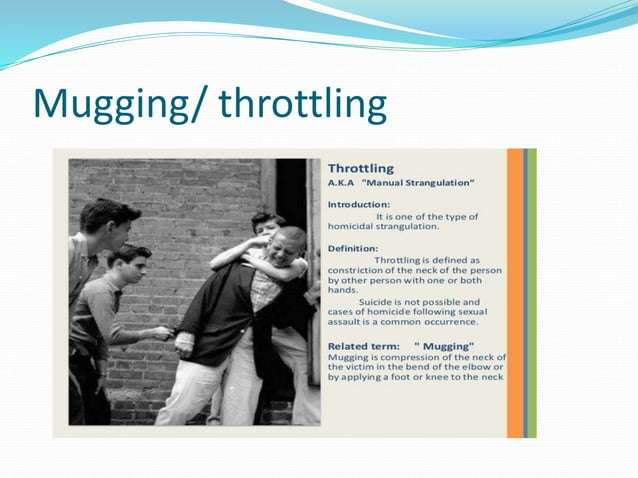 Mugging/ throttling
Throttling
A.K.A "Manual Strangulation“
Introduction:
It is one of the type of
homicidal strangulation.
Definition:
Throttling is defined as
constriction of the neck of the person
by other person with one or both
hands.
Suicide is not possible and
cases of homicide following sexual
assault is a common occurrence.
Related term: " Mugging"
Mugging is compression of the neck of
the victim in the bend of the elbow or
by applying a foot or knee to the neck